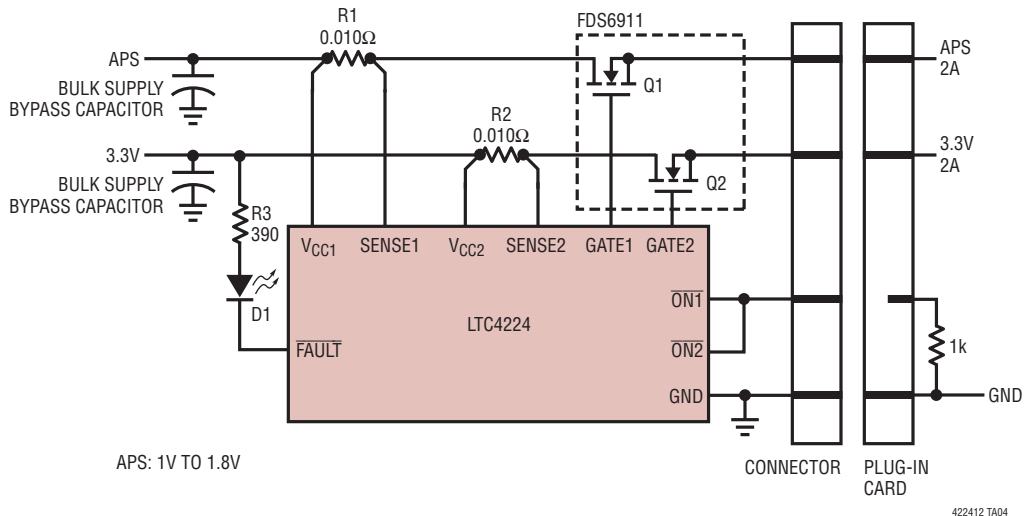 R1
0.010Ω
FDS6911
APS
BULK SUPPLY
BYPASS CAPACITOR
Q1
APS
2A
R2
0.010Ω
3.3V
BULK SUPPLY
BYPASS CAPACITOR
Q2
3.3V
2A
R3
390
D1
VCC1
SENSE1
VCC2
SENSE2
GATE1
GATE2
LTC4224
ON1
ON2
FAULT
GND
1k
GND
APS: 1V TO 1.8V
CONNECTOR
PLUG-IN
CARD
422412 TA04